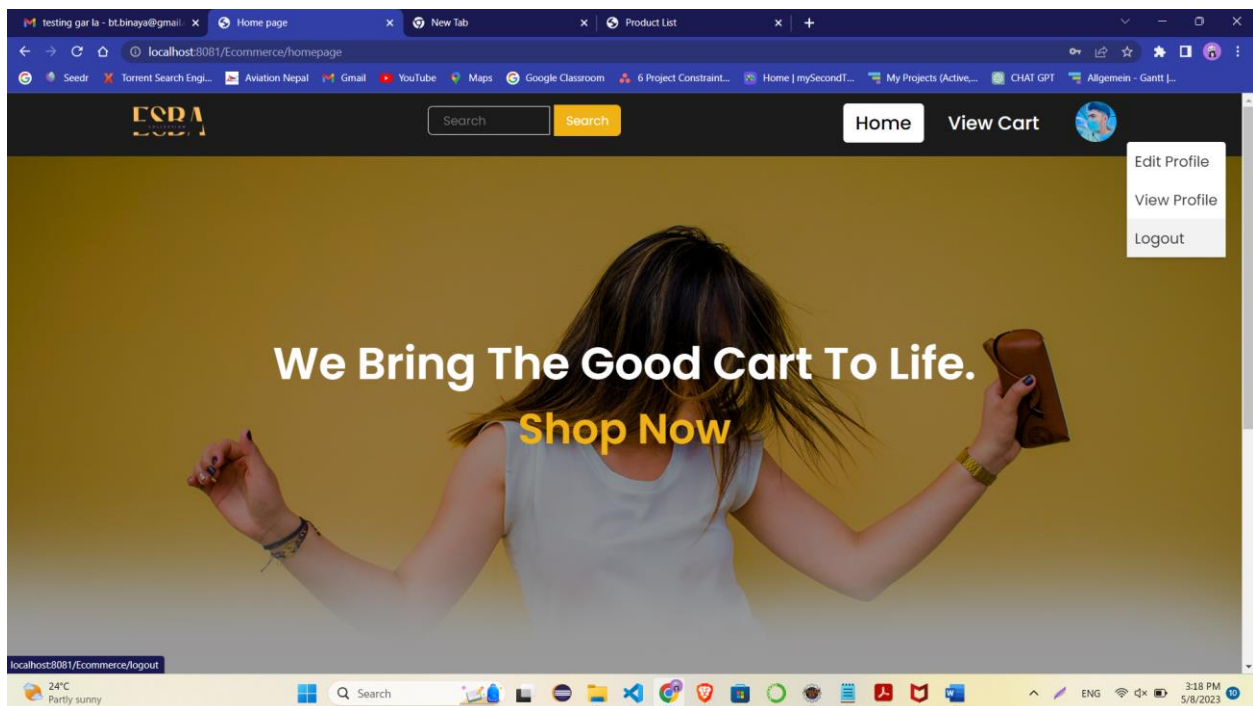 testing gar la - bt.binaya@gmail. Home page New Tab Product List
localhost:8081/Ecommerce/homepage
Seedr Torrent Search Engi... Aviation Nepal Gmail YouTube Maps Google Classroom 6 Project Constraint... Home | mySecondT... My Projects (Active,... CHAT GPT Allgemein - Gantt |...
ESBA Search Search Home View Cart
Edit Profile
View Profile
Logout
We Bring The Good Cart To Life.
Shop Now
localhost:8081/Ecommerce/logout
24°C
Partly sunny
Search
ENG
3:18 PM
5/8/2023
10